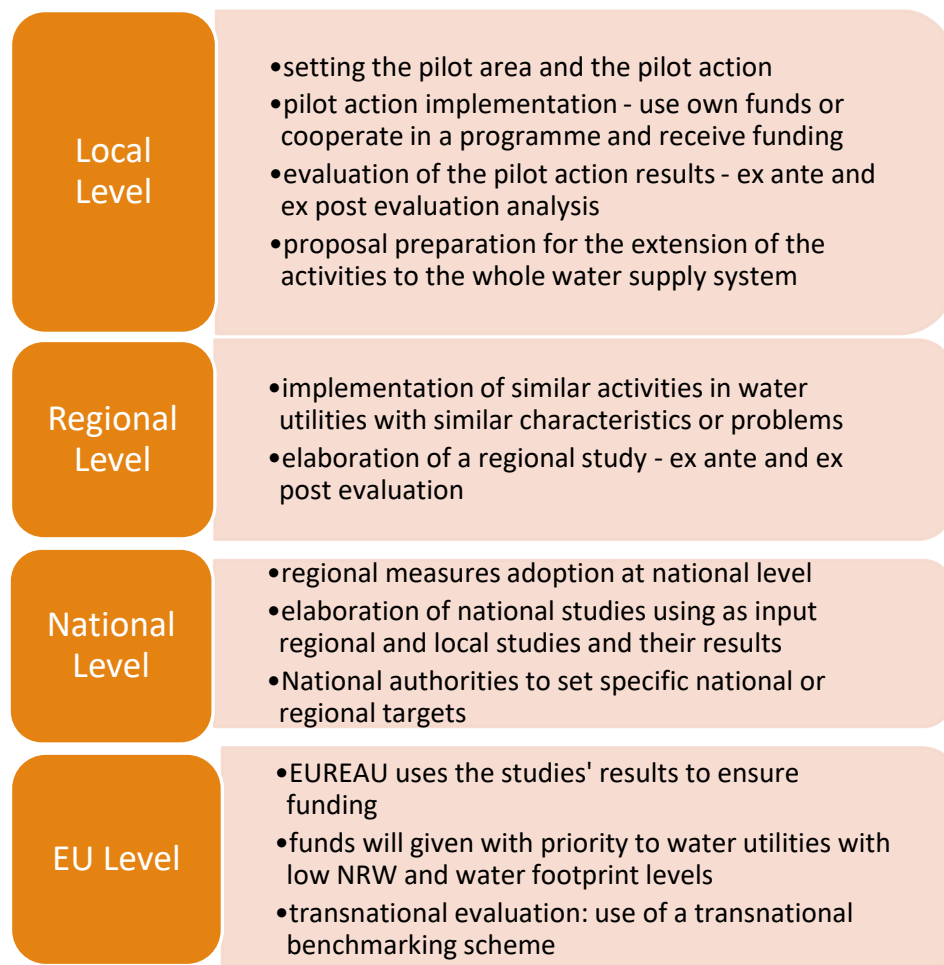 Local
Level
•setting the pilot area and the pilot action
•pilot action implementation - use own funds or
cooperate in a programme and receive funding
•evaluation of the pilot action results - ex ante and
ex post evaluation analysis
•proposal preparation for the extension of the
activities to the whole water supply system
Regional
Level
•implementation of similar activities in water
utilities with similar characteristics or problems
•elaboration of a regional study - ex ante and ex
post evaluation
National
Level
•regional measures adoption at national level
•elaboration of national studies using as input
regional and local studies and their results
•National authorities to set specific national or
regional targets
EU Level
•EUREAU uses the studies' results to ensure
funding
•funds will given with priority to water utilities with
low NRW and water footprint levels
•transnational evaluation: use of a transnational
benchmarking scheme